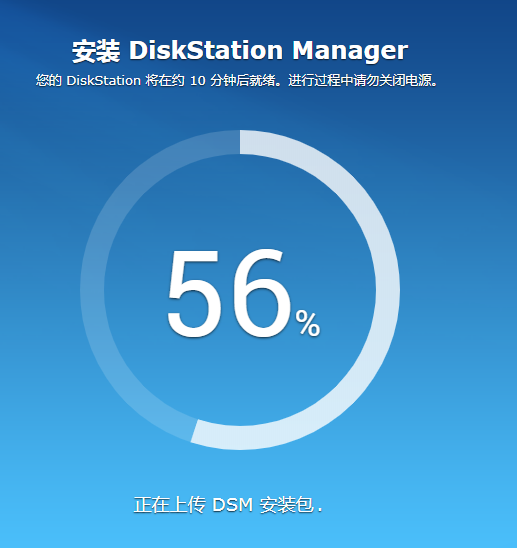 安装 DiskStation Manager
您的 DiskStation 将在约 10 分钟后就绪。进行过程中请勿关闭电源。
56%
正在上传 DSM 安装包 .